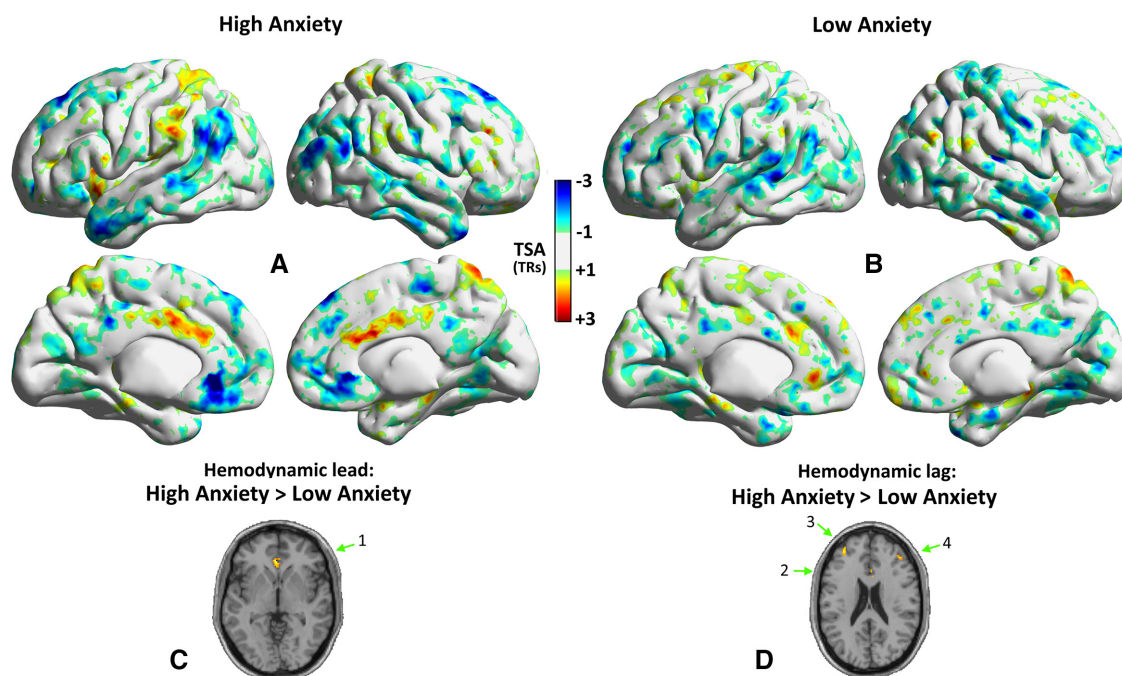 High Anxiety
Low Anxiety
A
B
-3
-1
TSA
(TRs)
+1
+3
Hemodynamic lead:
High Anxiety > Low Anxiety
1
C
Hemodynamic lag:
High Anxiety > Low Anxiety
3
4
2
D